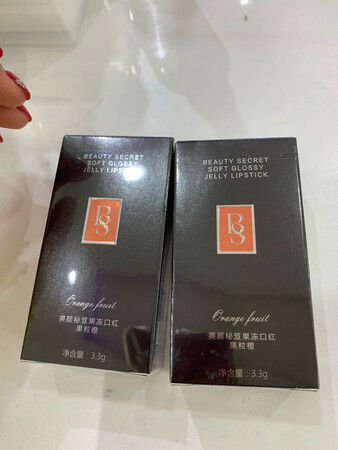 BEAUTY SECRET
SOFT GLOSSY
JELLY LIPSTICK
BS
Orange fruit
美颜秘笈果冻口红
果粒橙
净含量:3.3g
BEAUTY SECRET
SOFT GLOSSY
JELLY LIPSTICK
BS
Orange fruit
美颜秘笈果冻口红
果粒橙
净含量:3.3g